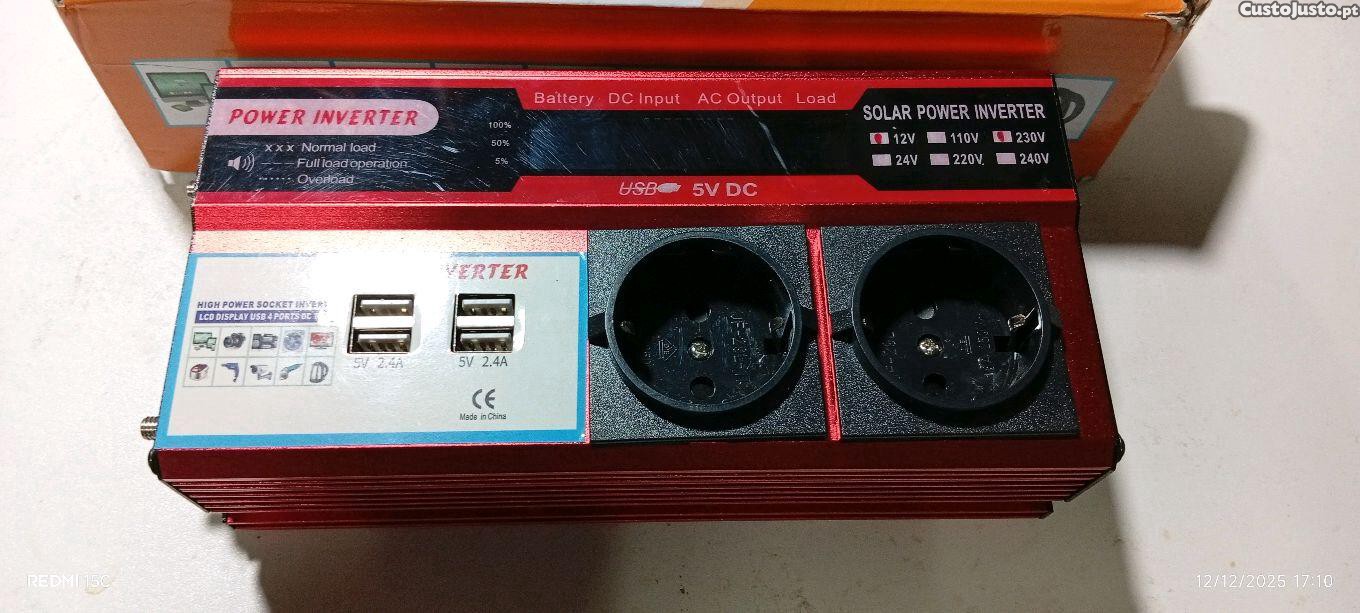 CustoJusto.pt
Battery DC Input AC Output Load
POWER INVERTER
SOLAR POWER INVERTER
100%
50%
5%
12V 110V 230V
24V 220V 240V
x x x Normal load
Full load operation
Overload
USB 5V DC
VERTER
HIGH POWER SOCKET INVER
LCD DISPLAY USB 4 PORTS DC
5V 2.4A
5V 2.4A
CE
Made in China
REDMI 15C
12/12/2025 17:10